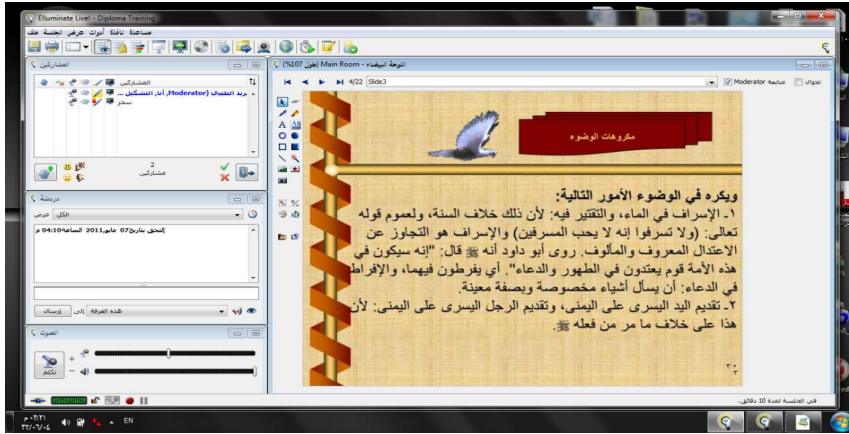 Elluminate Live! - Diploma Training
ملف الجلسة عرض أدوات نافذة مساعدة
المشاركين
المشاركين
... أنا, التشكيل ,Moderator)
سحر
2
مشاركين
دردشة
عرض الكل
إلتحق بتاريخ07 مايو,2011 الساعة04:10 م
إرسال
إلى
هذه الغرفة
الصوت
تكلم
اللوحة البيضاء - Main Room (طول 107%)
4/22 Slide3
متابعة Moderator
تجوال
مكروهات الوضوء
ويكره في الوضوء الأمور التالية:
١ـ الإسراف في الماء، والتقتير فيه: لأن ذلك خلاف السنة، ولعموم قوله
تعالى: (ولا تسرفوا إنه لا يحب المسرفين) والإسراف هو التجاوز عن
الاعتدال المعروف والمألوف. روى أبو داود أنه ﷺ قال: "إنه سيكون في
هذه الأمة قوم يعتدون في الطهور والدعاء". أي يفرطون فيهما، والإفراط
في الدعاء: أن يسأل أشياء مخصوصة وبصفة معينة.
٢ـ تقديم اليد اليسرى على اليمنى، وتقديم الرجل اليسرى على اليمنى: لأن
هذا على خلاف ما مر من فعله ﷺ.
في الجلسة لمدة 10 دقائق.
EN